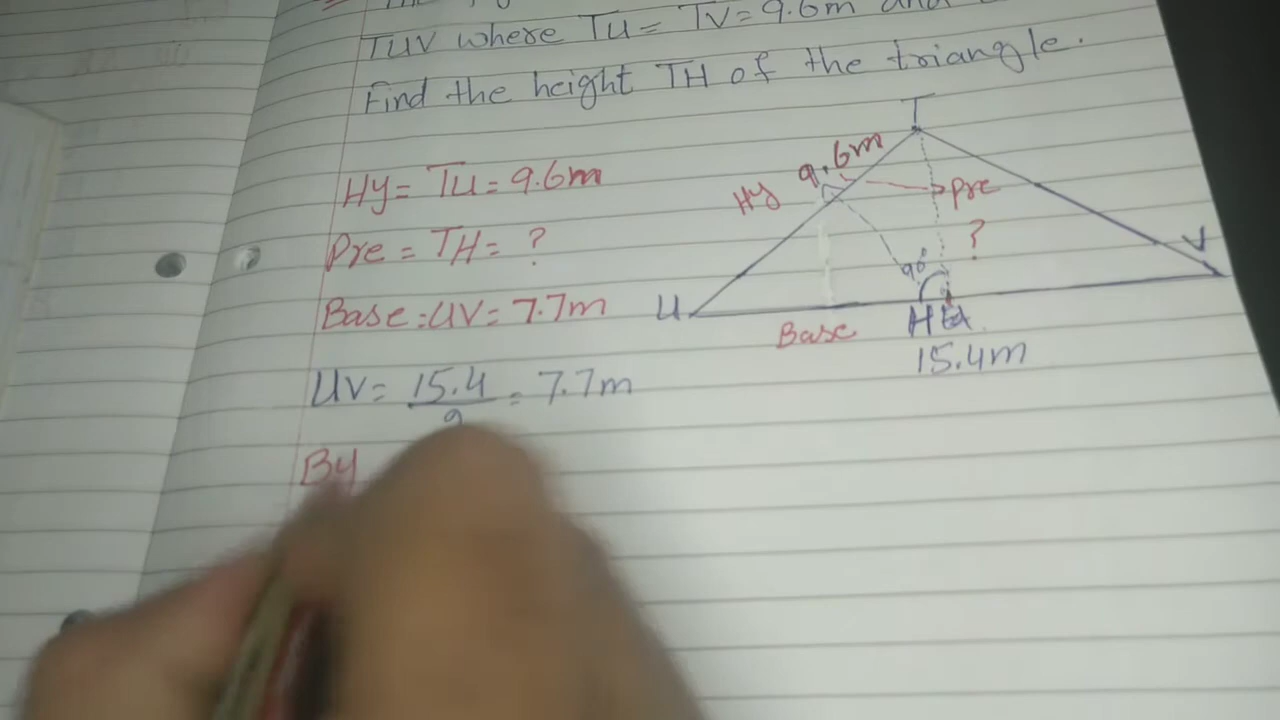 TUV where TU = TV = 9.6m and
Find the height TH of the triangle.
T
9.6m
Hy = TU = 9.6m
Hy
Pre
Pre = TH = ?
?
V
90°
Base = UV = 7.7m
U
Base
H
15.4m
UV = 15.4 = 7.7m
2
By